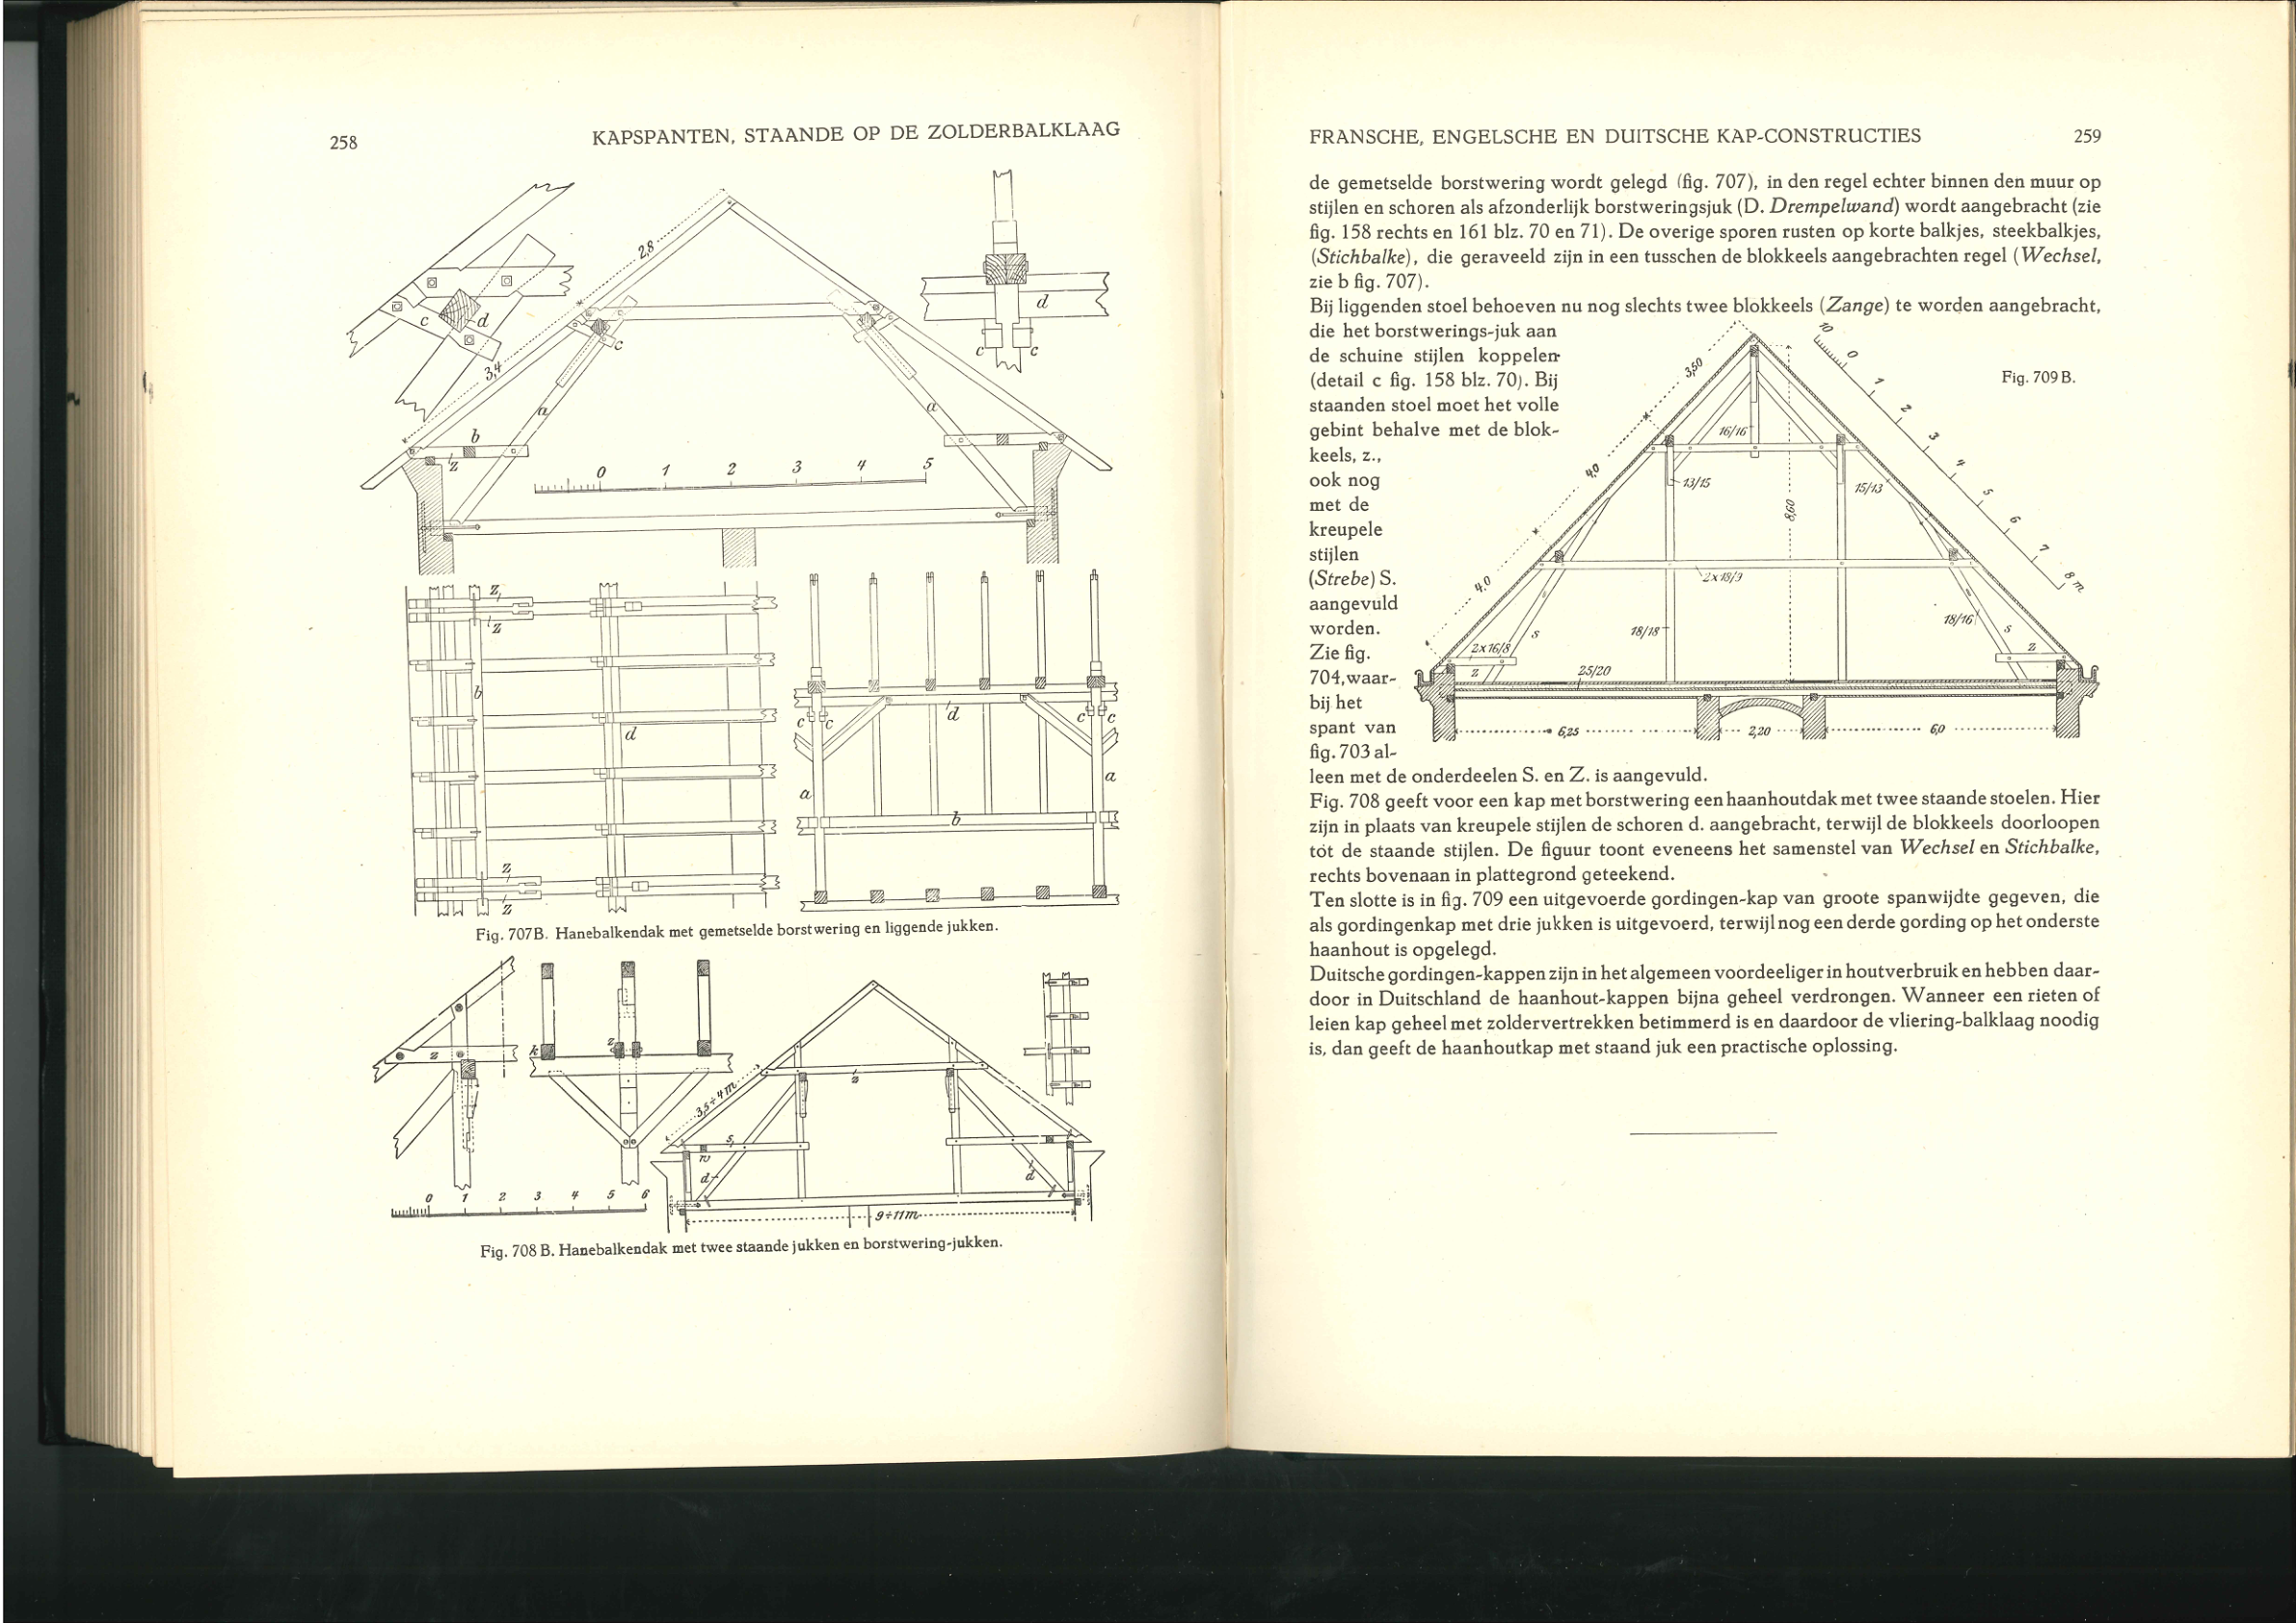 258
KAPSPANTEN, STAANDE OP DE ZOLDERBALKLAAG
2,8
3,4
c
d
c
a
a
b
z
d
c
c
0 1 2 3 4 5
z
z
b
d
z
z
c
c
d
c
c
a
a
b
Fig. 707B. Hanebalkendak met gemetselde borstwering en liggende jukken.
z
k
z
3,5÷4m
s
w
d
d
9÷11m
0 1 2 3 4 5 6
Fig. 708 B. Hanebalkendak met twee staande jukken en borstwering-jukken.
FRANSCHE, ENGELSCHE EN DUITSCHE KAP-CONSTRUCTIES
259
de gemetselde borstwering wordt gelegd (fig. 707), in den regel echter binnen den muur op
stijlen en schoren als afzonderlijk borstweringsjuk (D. Drempelwand) wordt aangebracht (zie
fig. 158 rechts en 161 blz. 70 en 71). De overige sporen rusten op korte balkjes, steekbalkjes,
(Stichbalke), die geraveeld zijn in een tusschen de blokkeels aangebrachten regel (Wechsel,
zie b fig. 707).
Bij liggenden stoel behoeven nu nog slechts twee blokkeels (Zange) te worden aangebracht,
die het borstwerings-juk aan
de schuine stijlen koppelen
(detail c fig. 158 blz. 70). Bij
staanden stoel moet het volle
gebint behalve met de blok-
keels, z.,
ook nog
met de
kreupele
stijlen
(Strebe) S.
aangevuld
worden.
Zie fig.
704, waar-
bij het
spant van
fig. 703 al-
leen met de onderdeelen S. en Z. is aangevuld.
Fig. 709 B.
10 0 1 2 3 4 5 6 7 8 m
3,50
4,0
4,0
16/16
13/15
15/13
8,60
2x18/9
18/18
18/16
s
s
2x16/8
z
z
25/20
6,25
2,20
6,0
Fig. 708 geeft voor een kap met borstwering een haanhoutdak met twee staande stoelen. Hier
zijn in plaats van kreupele stijlen de schoren d. aangebracht, terwijl de blokkeels doorloopen
tot de staande stijlen. De figuur toont eveneens het samenstel van Wechsel en Stichbalke,
rechts bovenaan in plattegrond geteekend.
Ten slotte is in fig. 709 een uitgevoerde gordingen-kap van groote spanwijdte gegeven, die
als gordingenkap met drie jukken is uitgevoerd, terwijl nog een derde gording op het onderste
haanhout is opgelegd.
Duitsche gordingen-kappen zijn in het algemeen voordeeliger in houtverbruik en hebben daar-
door in Duitschland de haanhout-kappen bijna geheel verdrongen. Wanneer een rieten of
leien kap geheel met zoldervertrekken betimmerd is en daardoor de vliering-balklaag noodig
is, dan geeft de haanhoutkap met staand juk een practische oplossing.